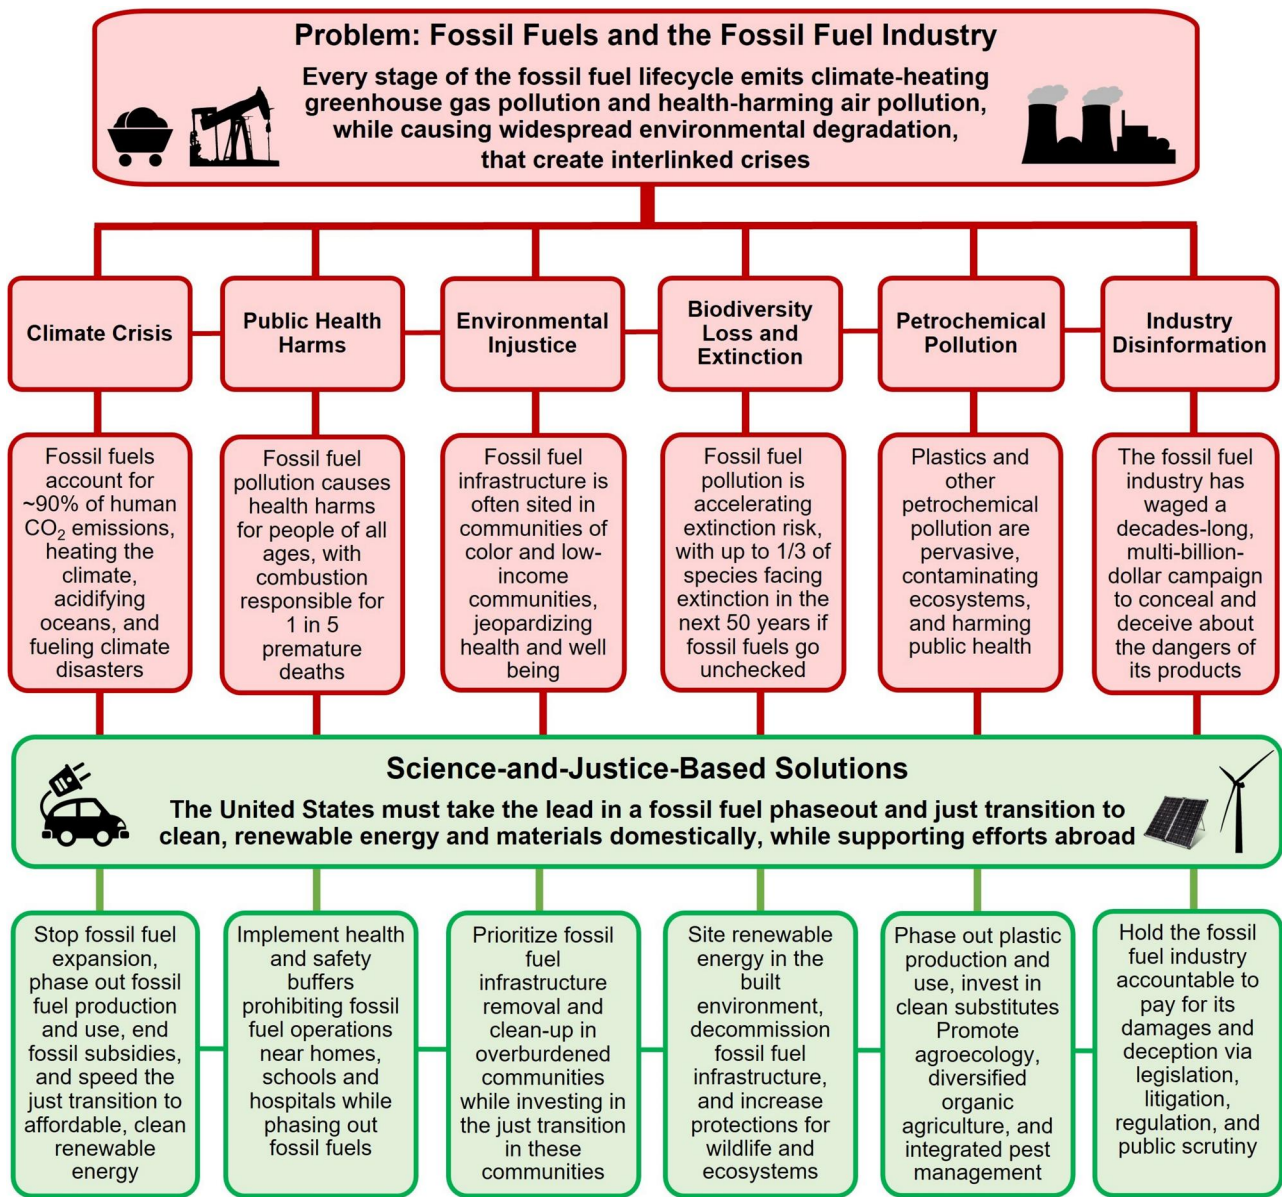 Problem: Fossil Fuels and the Fossil Fuel Industry
Every stage of the fossil fuel lifecycle emits climate-heating
greenhouse gas pollution and health-harming air pollution,
while causing widespread environmental degradation,
that create interlinked crises
Climate Crisis
Public Health
Harms
Environmental
Injustice
Biodiversity
Loss and
Extinction
Petrochemical
Pollution
Industry
Disinformation
Fossil fuels
account for
~90% of human
CO₂ emissions,
heating the
climate,
acidifying
oceans, and
fueling climate
disasters
Fossil fuel
pollution causes
health harms
for people of all
ages, with
combustion
responsible for
1 in 5
premature
deaths
Fossil fuel
infrastructure is
often sited in
communities of
color and low-
income
communities,
jeopardizing
health and well
being
Fossil fuel
pollution is
accelerating
extinction risk,
with up to 1/3 of
species facing
extinction in the
next 50 years if
fossil fuels go
unchecked
Plastics and
other
petrochemical
pollution are
pervasive,
contaminating
ecosystems,
and harming
public health
The fossil fuel
industry has
waged a
decades-long,
multi-billion-
dollar campaign
to conceal and
deceive about
the dangers of
its products
Science-and-Justice-Based Solutions
The United States must take the lead in a fossil fuel phaseout and just transition to
clean, renewable energy and materials domestically, while supporting efforts abroad
Stop fossil fuel
expansion,
phase out fossil
fuel production
and use, end
fossil subsidies,
and speed the
just transition to
affordable, clean
renewable
energy
Implement health
and safety
buffers
prohibiting fossil
fuel operations
near homes,
schools and
hospitals while
phasing out
fossil fuels
Prioritize fossil
fuel
infrastructure
removal and
clean-up in
overburdened
communities
while investing in
the just transition
in these
communities
Site renewable
energy in the
built
environment,
decommission
fossil fuel
infrastructure,
and increase
protections for
wildlife and
ecosystems
Phase out plastic
production and
use, invest in
clean substitutes
Promote
agroecology,
diversified
organic
agriculture, and
integrated pest
management
Hold the fossil
fuel industry
accountable to
pay for its
damages and
deception via
legislation,
litigation,
regulation, and
public scrutiny